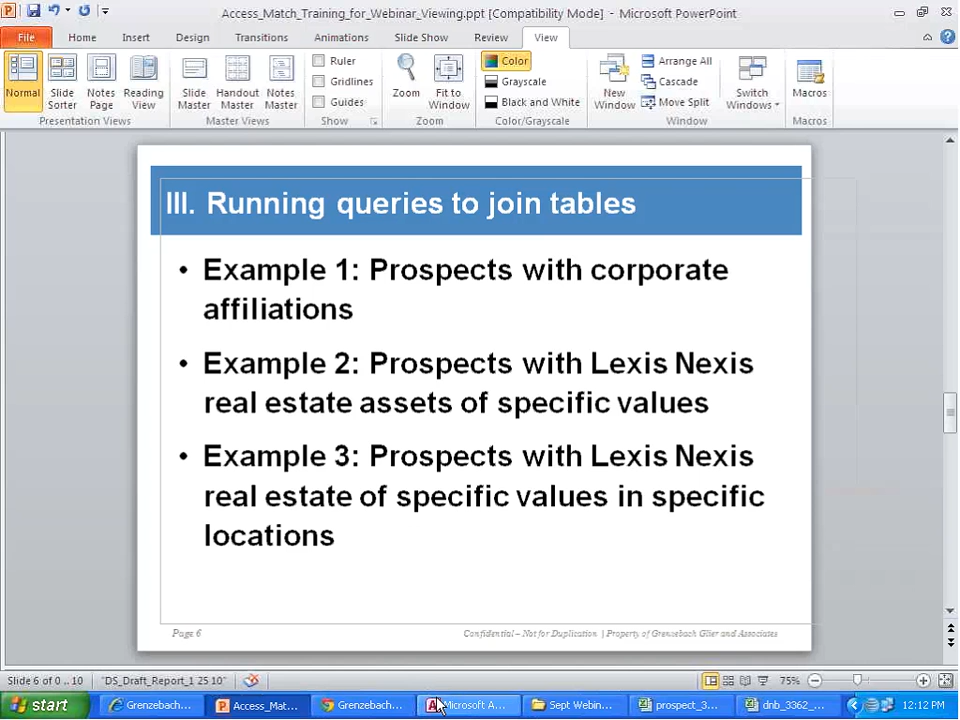 Access_Match_Training_for_Webinar_Viewing.ppt [Compatibility Mode] - Microsoft PowerPoint
File Home Insert Design Transitions Animations Slide Show Review View
Normal
Slide Sorter
Notes Page
Reading View
Presentation Views
Slide Master
Handout Master
Notes Master
Master Views
Ruler
Gridlines
Guides
Show
Zoom
Fit to Window
Zoom
Color
Grayscale
Black and White
Color/Grayscale
New Window
Arrange All
Cascade
Move Split
Switch Windows
Window
Macros
Macros
III. Running queries to join tables
• Example 1: Prospects with corporate
affiliations
• Example 2: Prospects with Lexis Nexis
real estate assets of specific values
• Example 3: Prospects with Lexis Nexis
real estate of specific values in specific
locations
Page 6
Confidential – Not for Duplication | Property of Grenzebach Glier and Associates
Slide 6 of 0 .. 10 "DS_Draft_Report_1 25 10" 75%
start Grenzebach... Access_Mat... Grenzebach... Microsoft A... Sept Webin... prospect_3... dnb_3362_... 12:12 PM